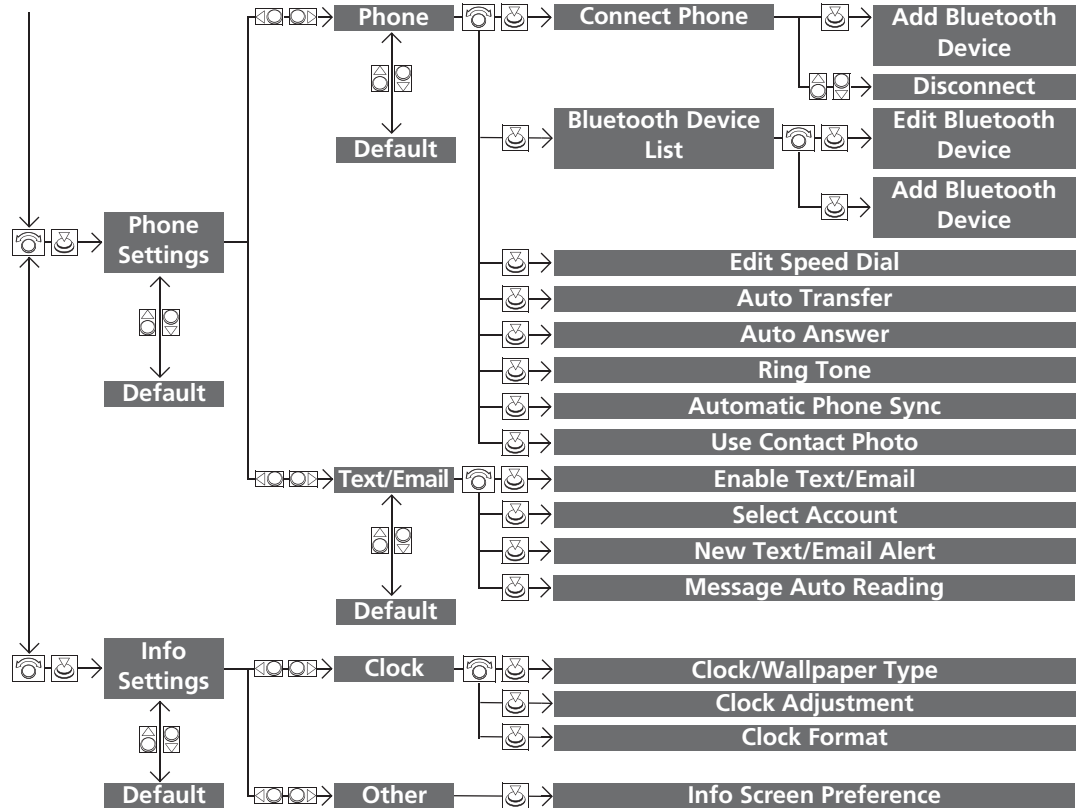 Phone
Connect Phone
Add Bluetooth
Device
Disconnect
Default
Bluetooth Device
List
Edit Bluetooth
Device
Add Bluetooth
Device
Phone
Settings
Default
Edit Speed Dial
Auto Transfer
Auto Answer
Ring Tone
Automatic Phone Sync
Use Contact Photo
Text/Email
Enable Text/Email
Select Account
New Text/Email Alert
Message Auto Reading
Default
Info
Settings
Clock
Clock/Wallpaper Type
Clock Adjustment
Clock Format
Default
Other
Info Screen Preference